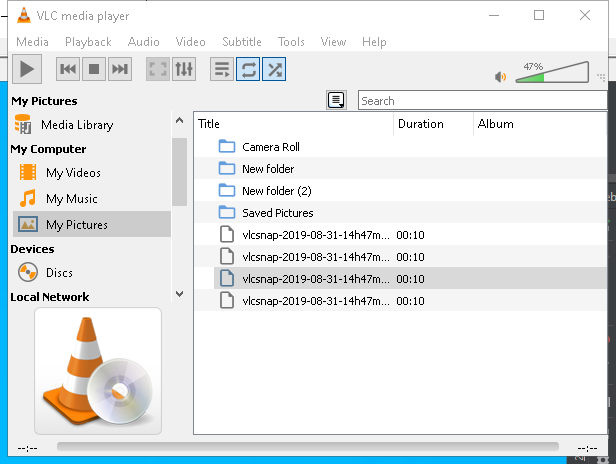 VLC media player
Media Playback Audio Video Subtitle Tools View Help
47%
My Pictures
Media Library
My Computer
My Videos
My Music
My Pictures
Devices
Discs
Local Network
Search
Title Duration Album
Camera Roll
New folder
New folder (2)
Saved Pictures
vlcsnap-2019-08-31-14h47m... 00:10
vlcsnap-2019-08-31-14h47m... 00:10
vlcsnap-2019-08-31-14h47m... 00:10
vlcsnap-2019-08-31-14h47m... 00:10
--:-- --:--